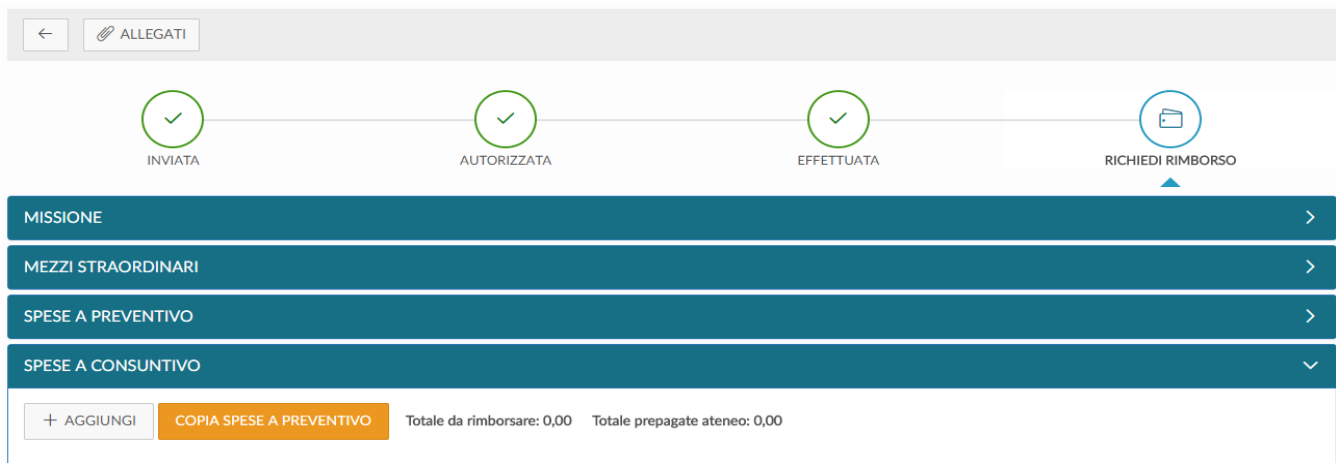 ALLEGATI
INVIATA AUTORIZZATA EFFETTUATA RICHIEDI RIMBORSO
MISSIONE
MEZZI STRAORDINARI
SPESE A PREVENTIVO
SPESE A CONSUNTIVO
+ AGGIUNGI COPIA SPESE A PREVENTIVO Totale da rimborsare: 0,00 Totale prepagate ateneo: 0,00